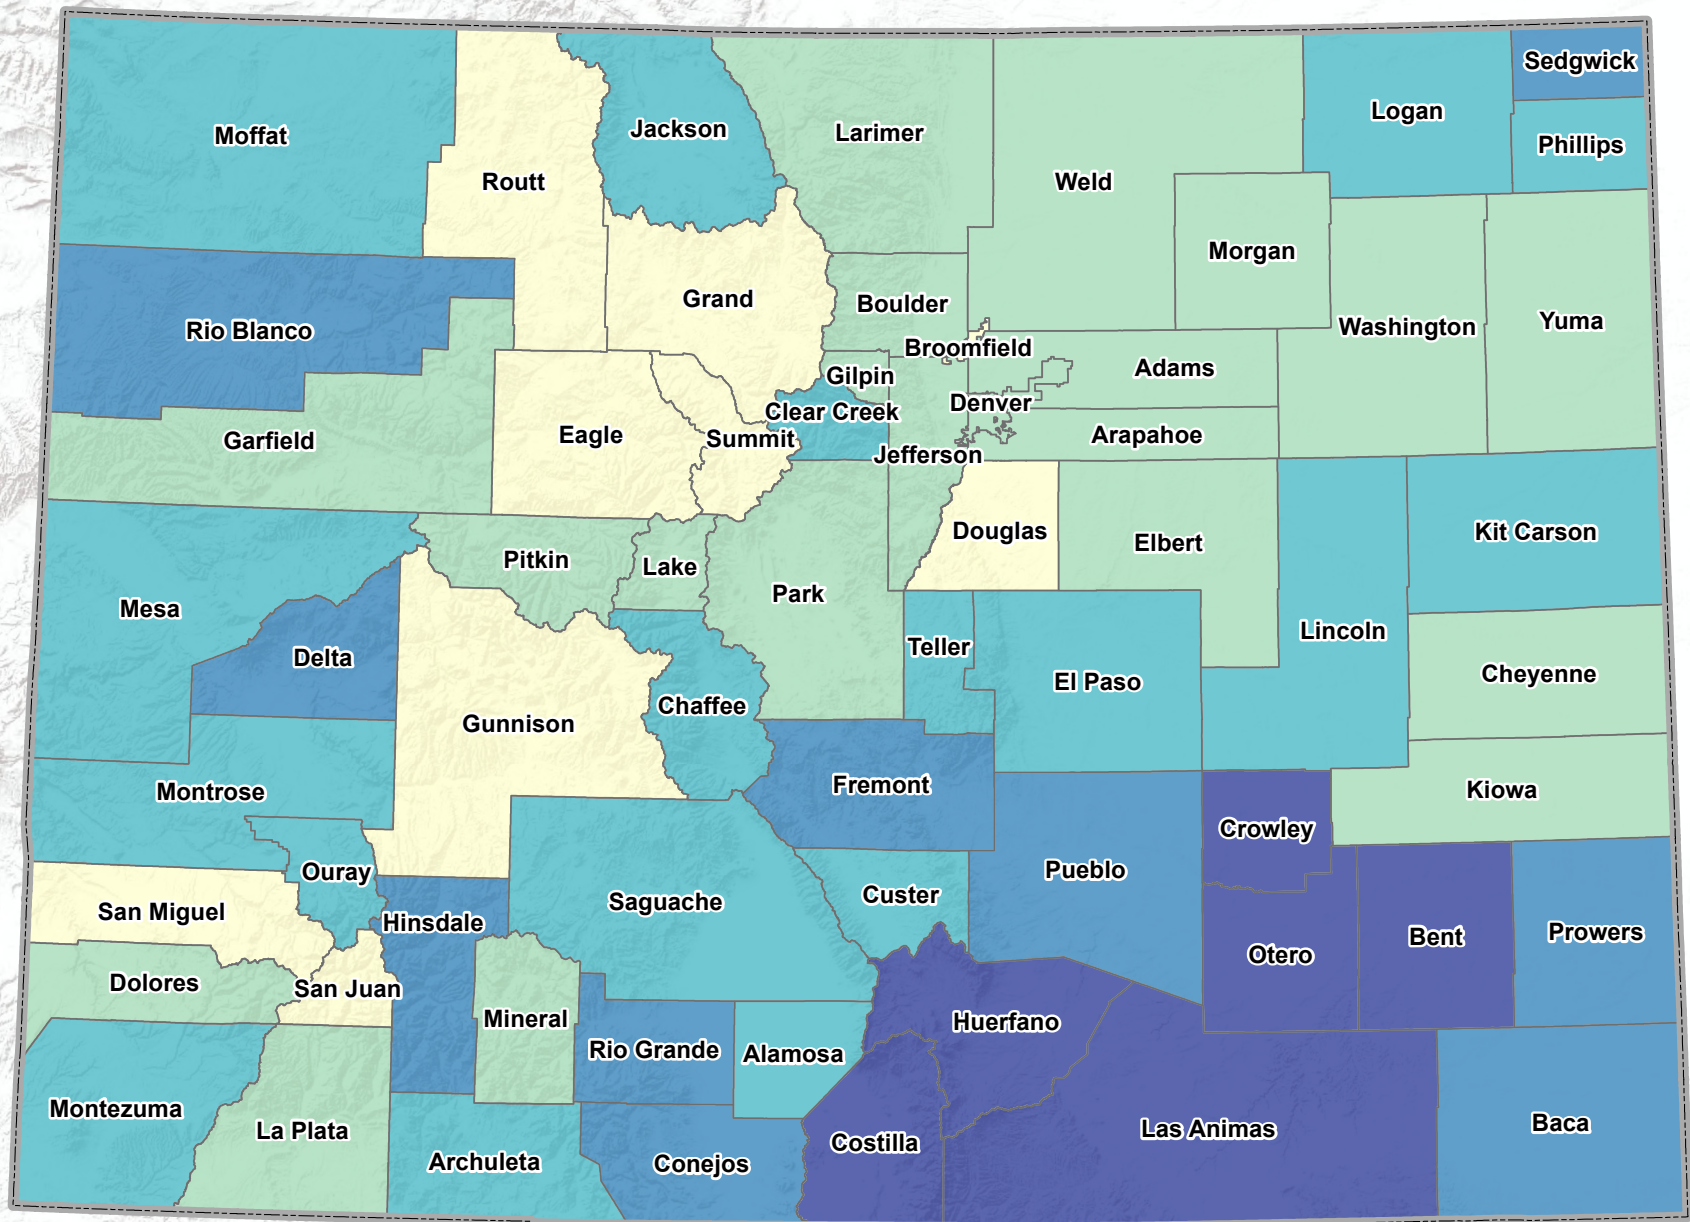 Sedgwick
Logan
Jackson
Larimer
Moffat
Phillips
Routt
Weld
Morgan
Grand
Boulder
Yuma
Washington
Rio Blanco
Broomfield
Adams
Gilpin
Denver
Clear Creek
Eagle
Arapahoe
Summit
Garfield
Jefferson
Douglas
Kit Carson
Elbert
Pitkin
Lake
Park
Mesa
Lincoln
Teller
Delta
Cheyenne
El Paso
Chaffee
Gunnison
Fremont
Kiowa
Montrose
Crowley
Pueblo
Ouray
Custer
Saguache
San Miguel
Hinsdale
Prowers
Bent
Otero
Dolores
San Juan
Mineral
Huerfano
Rio Grande
Alamosa
Montezuma
Baca
Las Animas
La Plata
Costilla
Archuleta
Conejos